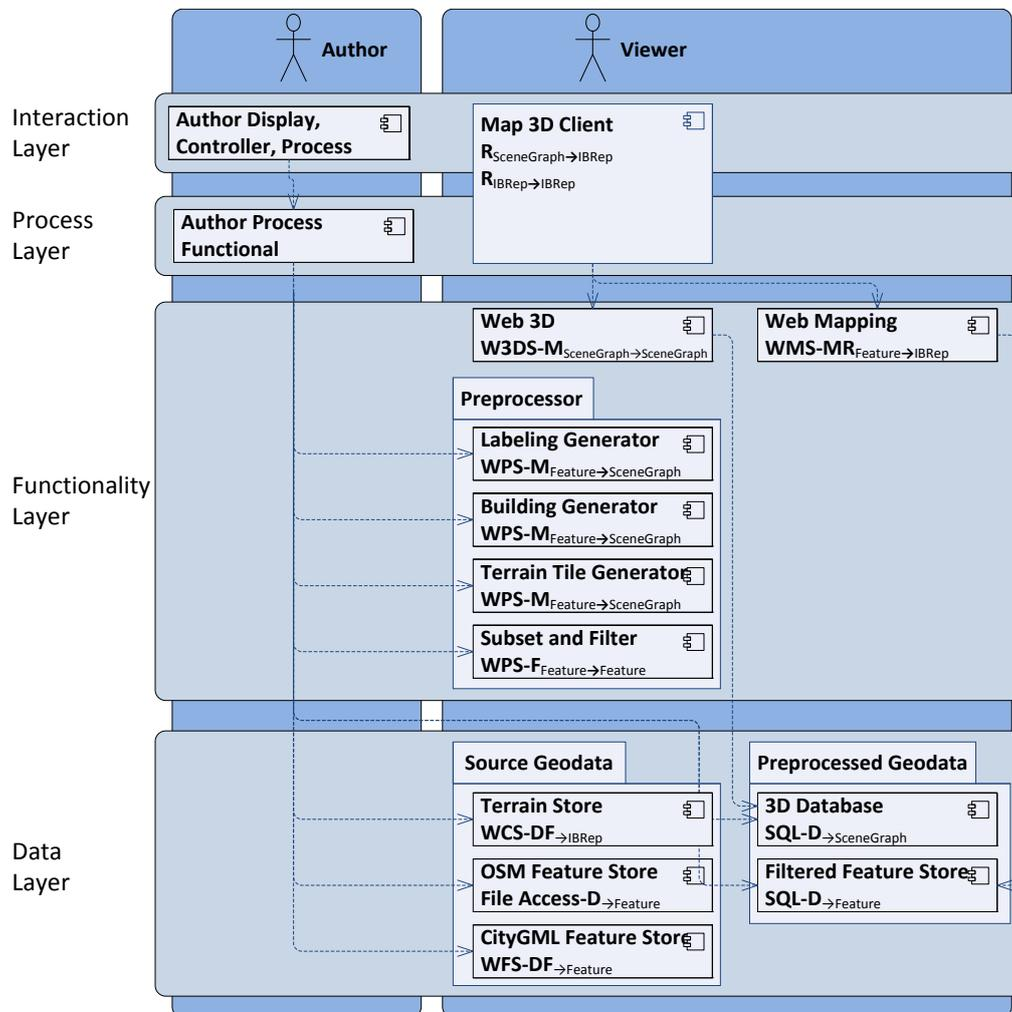 Author
Viewer
Interaction
Layer
Author Display,
Controller, Process
Map 3D Client
RSceneGraph→IBRep
RIBRep→IBRep
Process
Layer
Author Process
Functional
Functionality
Layer
Web 3D
W3DS-MSceneGraph→SceneGraph
Web Mapping
WMS-MRFeature→IBRep
Preprocessor
Labeling Generator
WPS-MFeature→SceneGraph
Building Generator
WPS-MFeature→SceneGraph
Terrain Tile Generator
WPS-MFeature→SceneGraph
Subset and Filter
WPS-FFeature→Feature
Data
Layer
Source Geodata
Terrain Store
WCS-DF→IBRep
OSM Feature Store
File Access-D→Feature
CityGML Feature Store
WFS-DF→Feature
Preprocessed Geodata
3D Database
SQL-D→SceneGraph
Filtered Feature Store
SQL-D→Feature